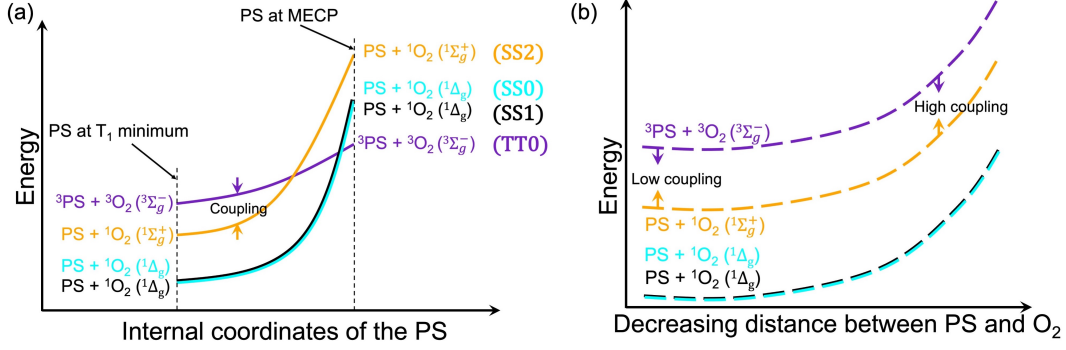 (a)
PS at MECP
PS + ¹O₂ (¹Σg⁺) (SS2)
PS + ¹O₂ (¹Δg) (SS0)
PS + ¹O₂ (¹Δg) (SS1)
³PS + ³O₂ (³Σg⁻) (TT0)
PS at T₁ minimum
³PS + ³O₂ (³Σg⁻)
Coupling
PS + ¹O₂ (¹Σg⁺)
PS + ¹O₂ (¹Δg)
PS + ¹O₂ (¹Δg)
Energy
Internal coordinates of the PS
(b)
High coupling
³PS + ³O₂ (³Σg⁻)
Low coupling
PS + ¹O₂ (¹Σg⁺)
PS + ¹O₂ (¹Δg)
PS + ¹O₂ (¹Δg)
Energy
Decreasing distance between PS and O₂